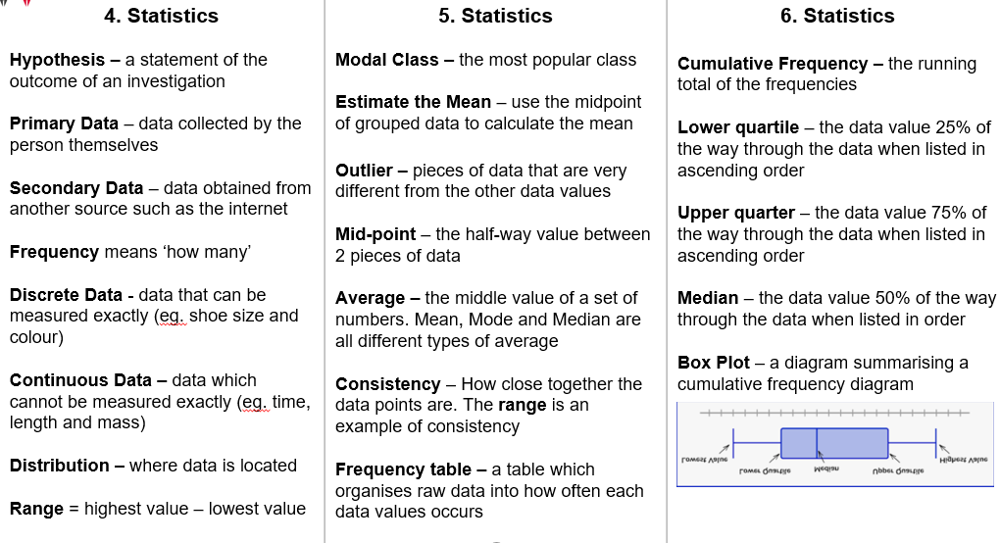 4. Statistics
Hypothesis – a statement of the
outcome of an investigation
Primary Data – data collected by the
person themselves
Secondary Data – data obtained from
another source such as the internet
Frequency means ‘how many’
Discrete Data - data that can be
measured exactly (eg. shoe size and
colour)
Continuous Data – data which
cannot be measured exactly (eg. time,
length and mass)
Distribution – where data is located
Range = highest value – lowest value
5. Statistics
Modal Class – the most popular class
Estimate the Mean – use the midpoint
of grouped data to calculate the mean
Outlier – pieces of data that are very
different from the other data values
Mid-point – the half-way value between
2 pieces of data
Average – the middle value of a set of
numbers. Mean, Mode and Median are
all different types of average
Consistency – How close together the
data points are. The range is an
example of consistency
Frequency table – a table which
organises raw data into how often each
data values occurs
6. Statistics
Cumulative Frequency – the running
total of the frequencies
Lower quartile – the data value 25% of
the way through the data when listed in
ascending order
Upper quarter – the data value 75% of
the way through the data when listed in
ascending order
Median – the data value 50% of the way
through the data when listed in order
Box Plot – a diagram summarising a
cumulative frequency diagram
Lowest Value
Highest Value
Lower Quartile
Median
Upper Quartile